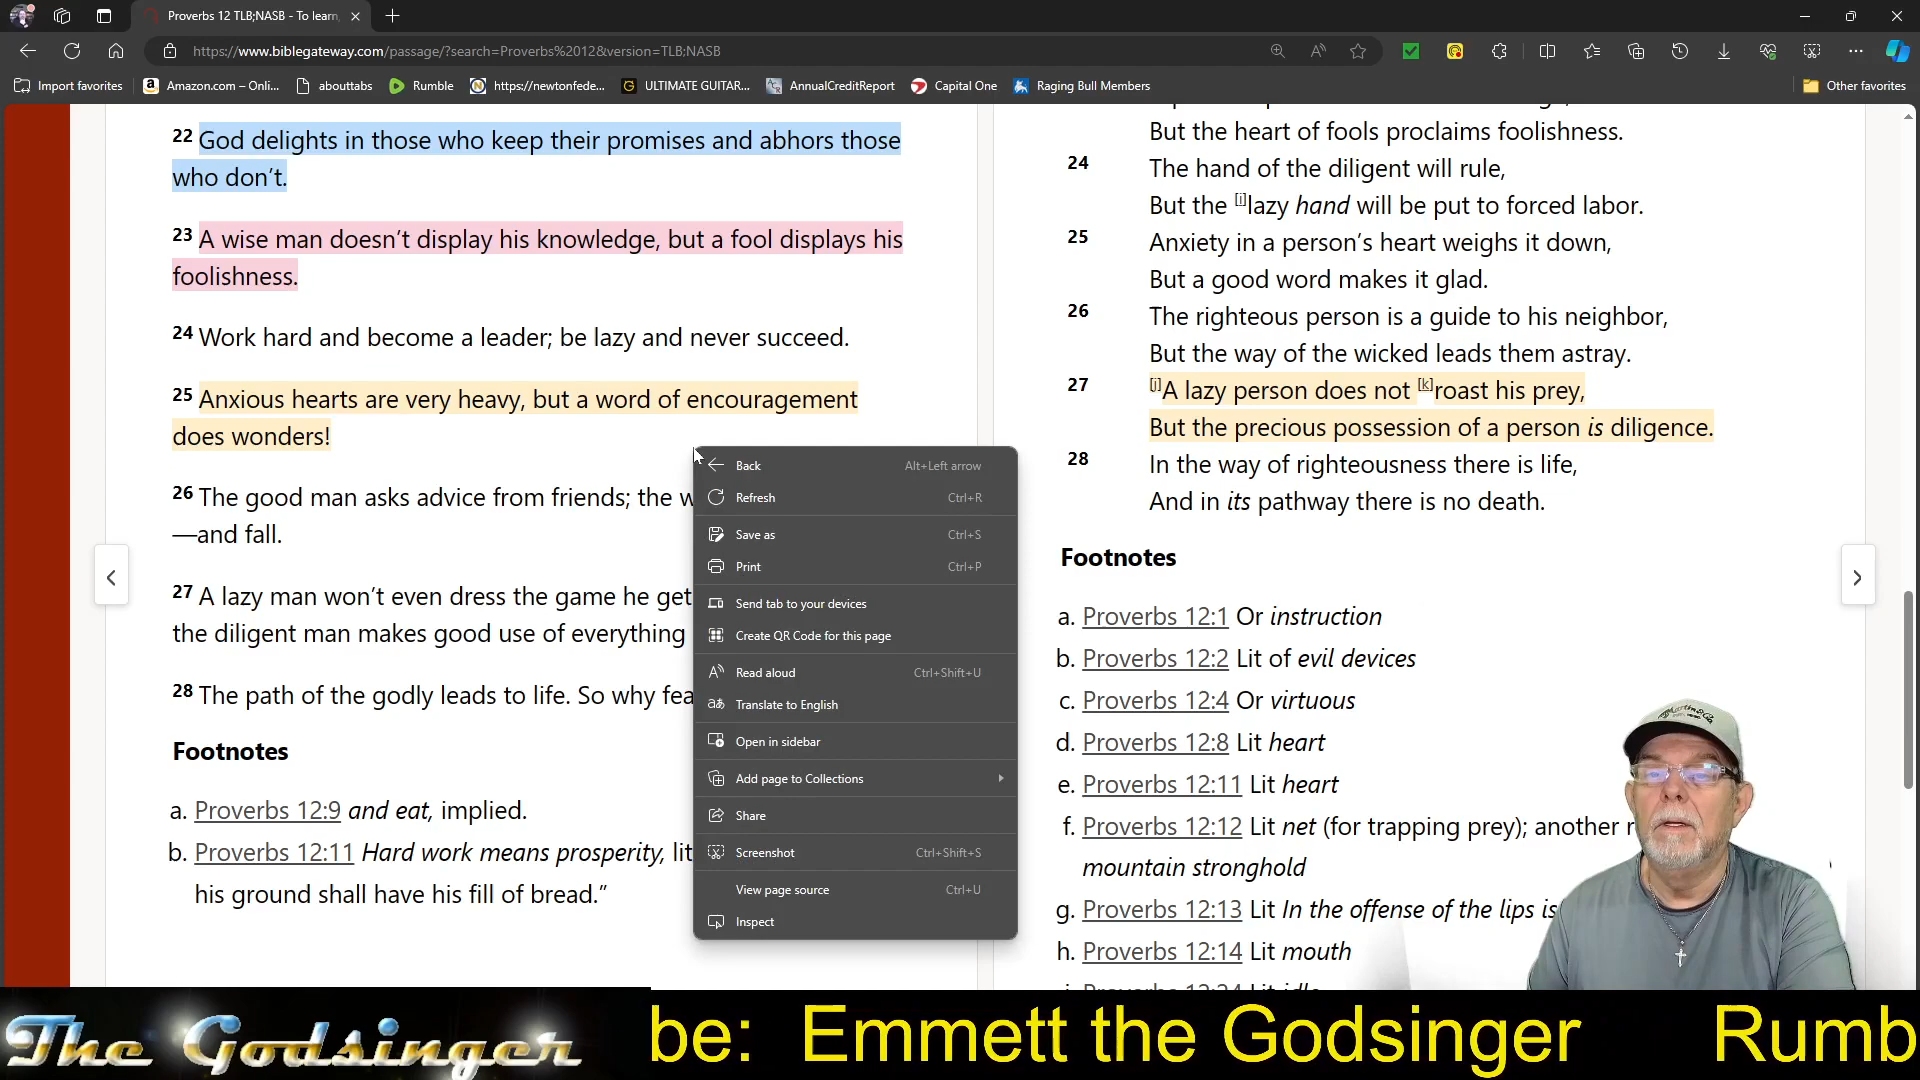 Proverbs 12 TLB;NASB - To learn,
https://www.biblegateway.com/passage/?search=Proverbs%2012&version=TLB;NASB
Import favorites
Amazon.com – Onli...
abouttabs
Rumble
https://newtonfede...
ULTIMATE GUITAR...
AnnualCreditReport
Capital One
Raging Bull Members
Other favorites
22 God delights in those who keep their promises and abhors those
who don’t.
23 A wise man doesn’t display his knowledge, but a fool displays his
foolishness.
24 Work hard and become a leader; be lazy and never succeed.
25 Anxious hearts are very heavy, but a word of encouragement
does wonders!
26 The good man asks advice from friends; the
—and fall.
27 A lazy man won’t even dress the game he get
the diligent man makes good use of everything
28 The path of the godly leads to life. So why fea
Footnotes
a. Proverbs 12:9 and eat, implied.
b. Proverbs 12:11 Hard work means prosperity, lit
his ground shall have his fill of bread.”
Back Alt+Left arrow
Refresh Ctrl+R
Save as Ctrl+S
Print Ctrl+P
Send tab to your devices
Create QR Code for this page
Read aloud Ctrl+Shift+U
Translate to English
Open in sidebar
Add page to Collections
Share
Screenshot Ctrl+Shift+S
View page source Ctrl+U
Inspect
But the heart of fools proclaims foolishness.
24 The hand of the diligent will rule,
But the [i]lazy hand will be put to forced labor.
25 Anxiety in a person’s heart weighs it down,
But a good word makes it glad.
26 The righteous person is a guide to his neighbor,
But the way of the wicked leads them astray.
27 [j]A lazy person does not [k]roast his prey,
But the precious possession of a person is diligence.
28 In the way of righteousness there is life,
And in its pathway there is no death.
Footnotes
a. Proverbs 12:1 Or instruction
b. Proverbs 12:2 Lit of evil devices
c. Proverbs 12:4 Or virtuous
d. Proverbs 12:8 Lit heart
e. Proverbs 12:11 Lit heart
f. Proverbs 12:12 Lit net (for trapping prey); another r
mountain stronghold
g. Proverbs 12:13 Lit In the offense of the lips is
h. Proverbs 12:14 Lit mouth
i. Proverbs 12:24 Lit idle
Martin & Co.
The Godsinger
be: Emmett the Godsinger Rumb